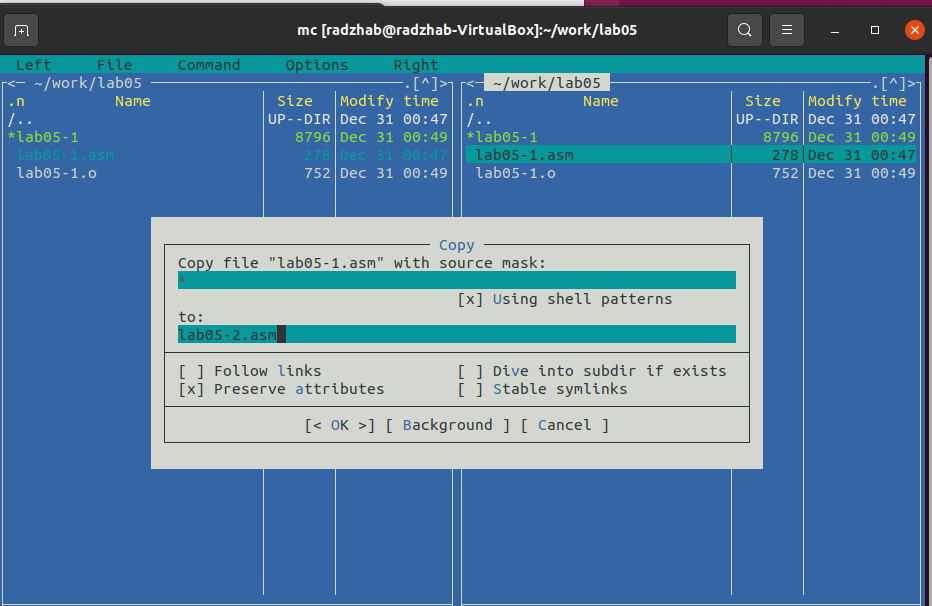 mc [radzhab@radzhab-VirtualBox]:~/work/lab05
Left File Command Options Right
<— ~/work/lab05 .[^]> <— ~/work/lab05 .[^]>
.n Name Size Modify time .n Name Size Modify time
/.. UP--DIR Dec 31 00:47 /.. UP--DIR Dec 31 00:47
*lab05-1 8796 Dec 31 00:49 *lab05-1 8796 Dec 31 00:49
lab05-1.asm 278 Dec 31 00:47 lab05-1.asm 278 Dec 31 00:47
lab05-1.o 752 Dec 31 00:49 lab05-1.o 752 Dec 31 00:49
Copy
Copy file "lab05-1.asm" with source mask:
*
[x] Using shell patterns
to:
lab05-2.asm
[ ] Follow links [ ] Dive into subdir if exists
[x] Preserve attributes [ ] Stable symlinks
[< OK >] [ Background ] [ Cancel ]